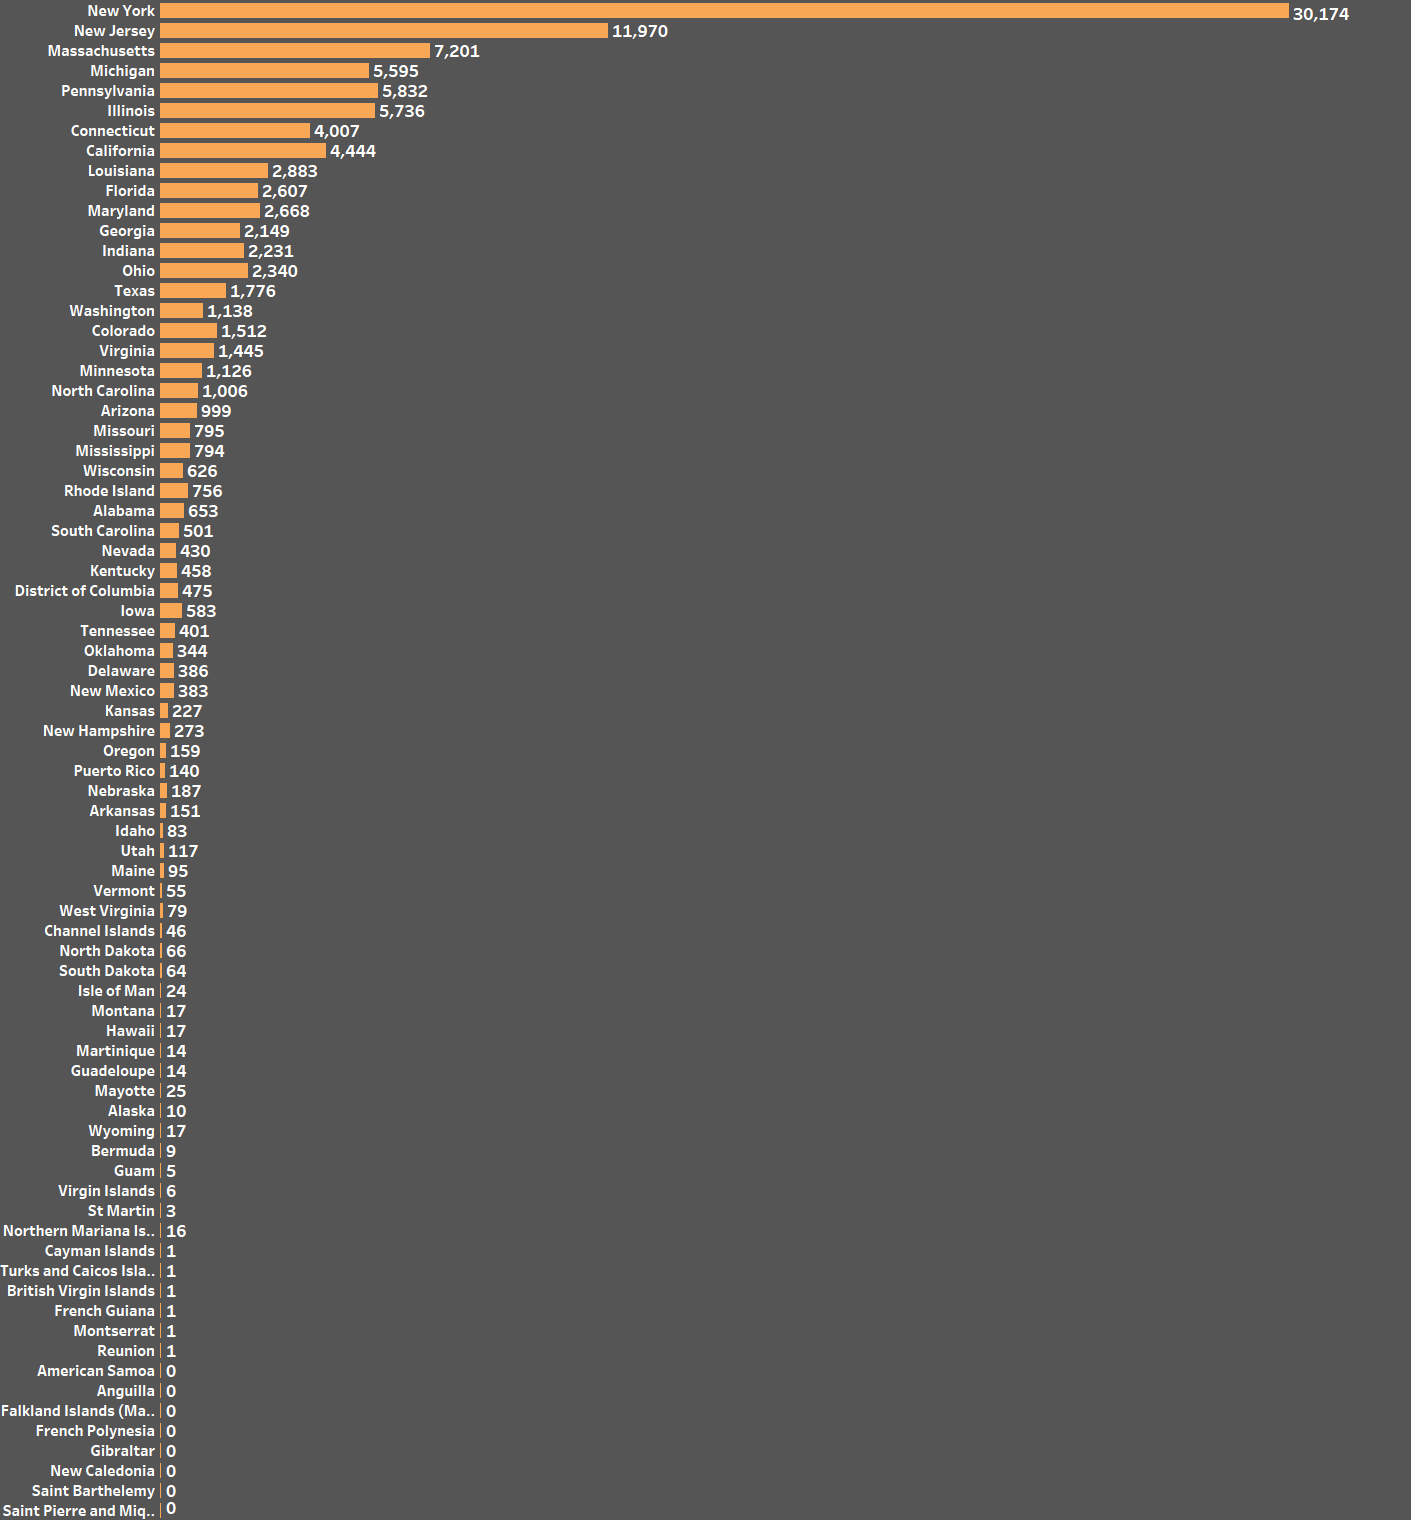 New York 30,174
New Jersey 11,970
Massachusetts 7,201
Michigan 5,595
Pennsylvania 5,832
Illinois 5,736
Connecticut 4,007
California 4,444
Louisiana 2,883
Florida 2,607
Maryland 2,668
Georgia 2,149
Indiana 2,231
Ohio 2,340
Texas 1,776
Washington 1,138
Colorado 1,512
Virginia 1,445
Minnesota 1,126
North Carolina 1,006
Arizona 999
Missouri 795
Mississippi 794
Wisconsin 626
Rhode Island 756
Alabama 653
South Carolina 501
Nevada 430
Kentucky 458
District of Columbia 475
Iowa 583
Tennessee 401
Oklahoma 344
Delaware 386
New Mexico 383
Kansas 227
New Hampshire 273
Oregon 159
Puerto Rico 140
Nebraska 187
Arkansas 151
Idaho 83
Utah 117
Maine 95
Vermont 55
West Virginia 79
Channel Islands 46
North Dakota 66
South Dakota 64
Isle of Man 24
Montana 17
Hawaii 17
Martinique 14
Guadeloupe 14
Mayotte 25
Alaska 10
Wyoming 17
Bermuda 9
Guam 5
Virgin Islands 6
St Martin 3
Northern Mariana Is.. 16
Cayman Islands 1
Turks and Caicos Isla.. 1
British Virgin Islands 1
French Guiana 1
Montserrat 1
Reunion 1
American Samoa 0
Anguilla 0
Falkland Islands (Ma.. 0
French Polynesia 0
Gibraltar 0
New Caledonia 0
Saint Barthelemy 0
Saint Pierre and Miq.. 0